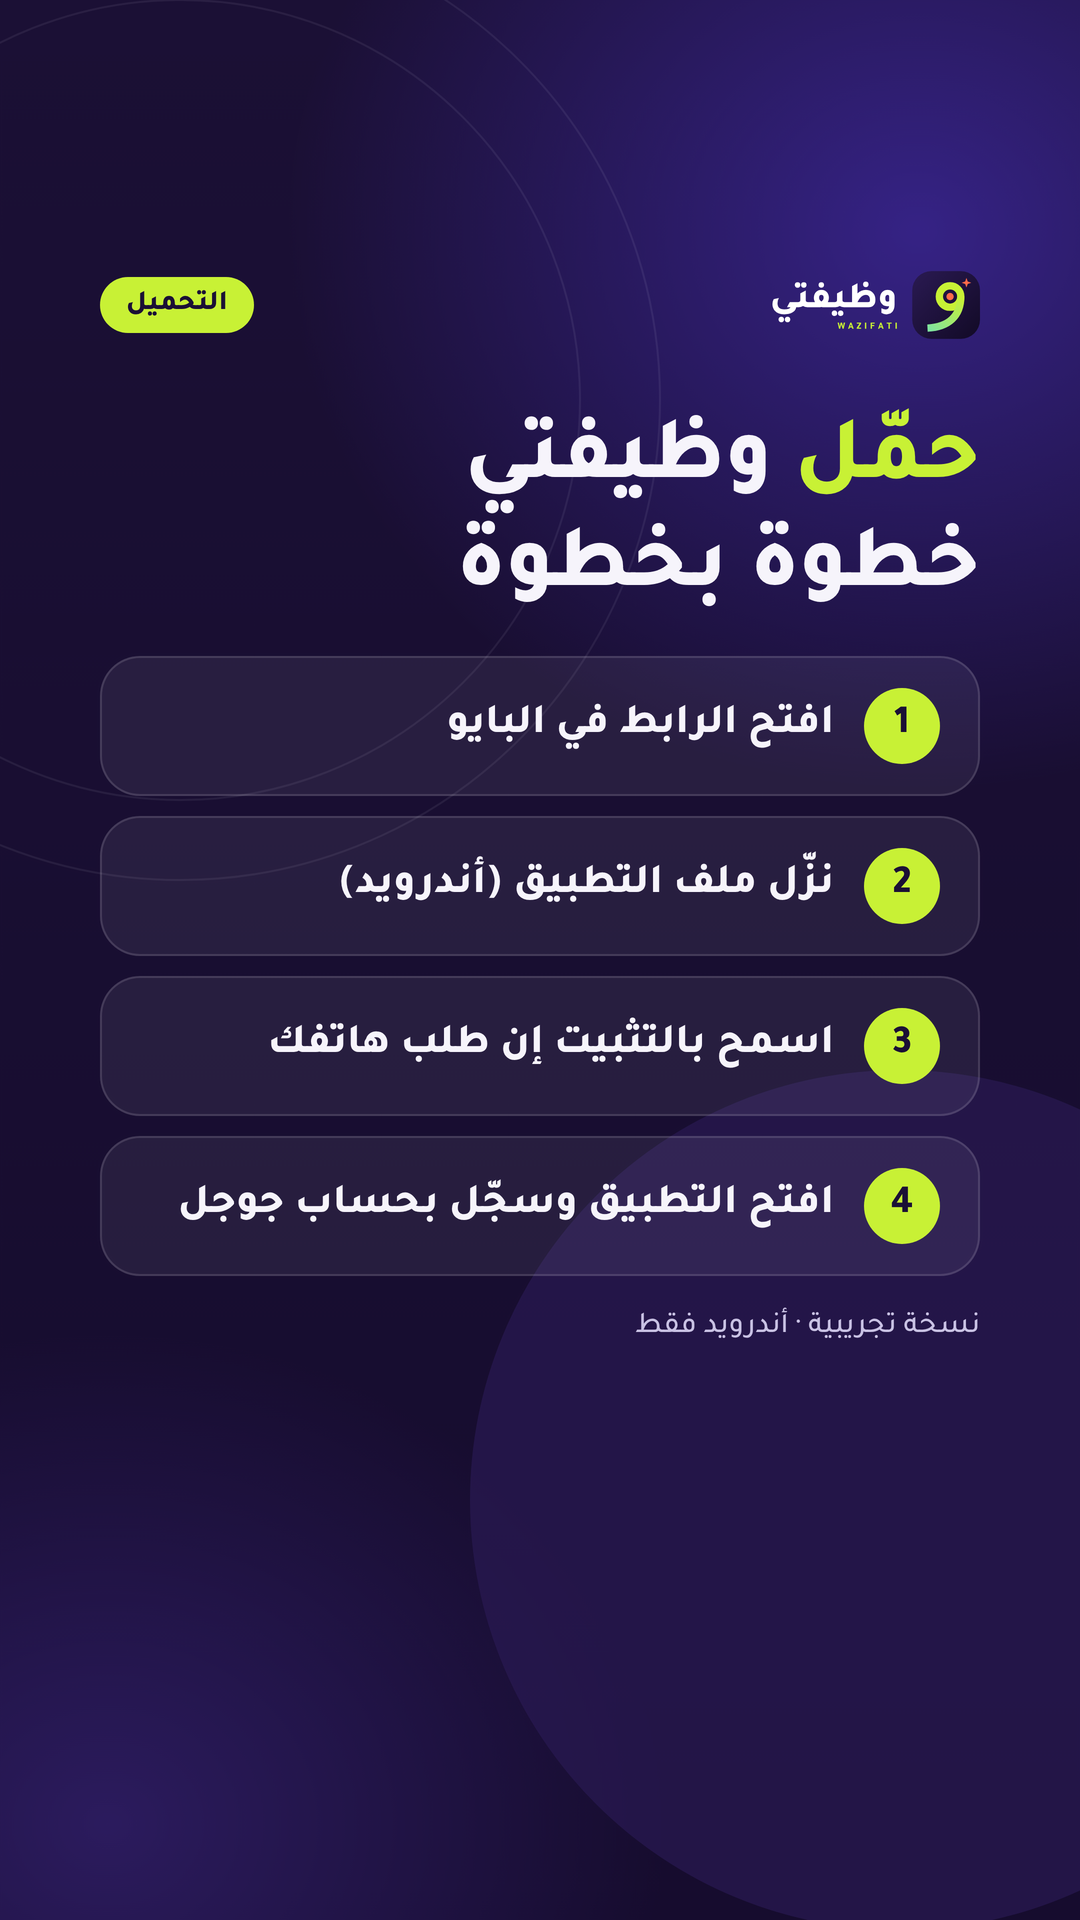 وظيفتي
WAZIFATI
التحميل
حمّل وظيفتي
خطوة بخطوة
1 افتح الرابط في البايو
2 نزّل ملف التطبيق (أندرويد)
3 اسمح بالتثبيت إن طلب هاتفك
4 افتح التطبيق وسجّل بحساب جوجل
نسخة تجريبية · أندرويد فقط